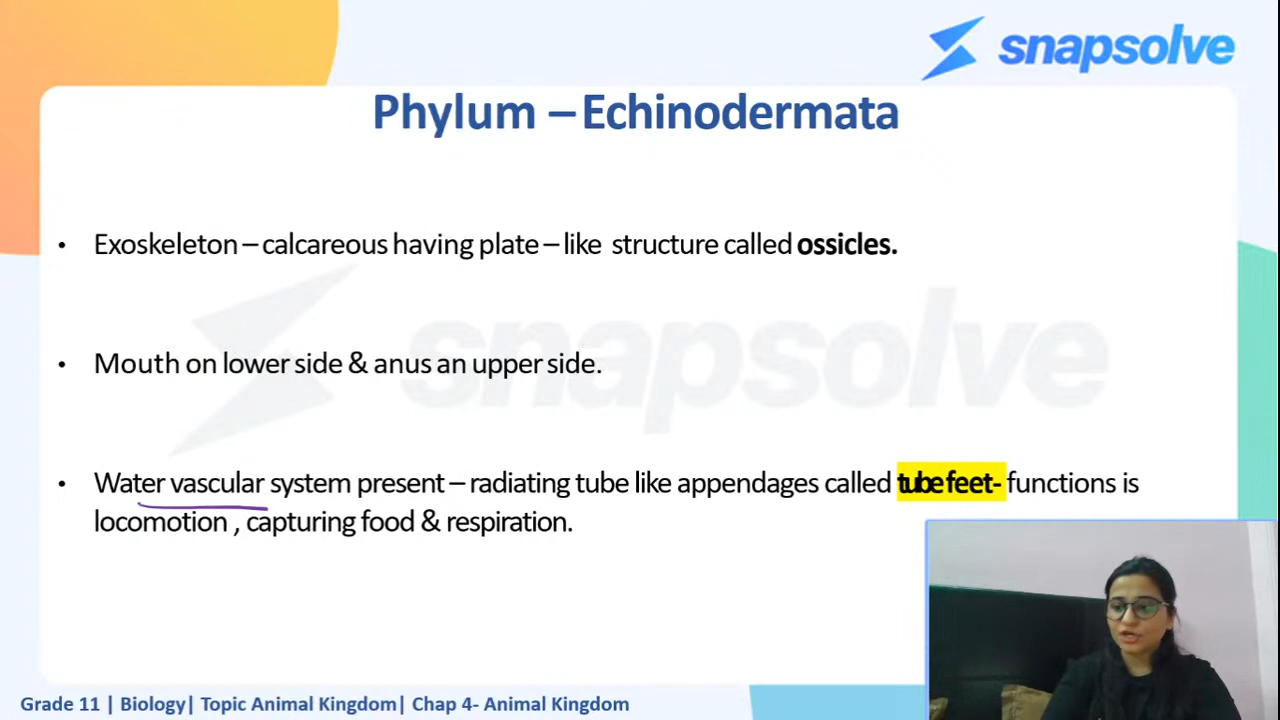 snapsolve
Phylum – Echinodermata
• Exoskeleton – calcareous having plate – like structure called ossicles.
snapsolve
• Mouth on lower side & anus an upper side.
• Water vascular system present – radiating tube like appendages called tube feet- functions is
locomotion , capturing food & respiration.
Grade 11 | Biology| Topic Animal Kingdom| Chap 4- Animal Kingdom